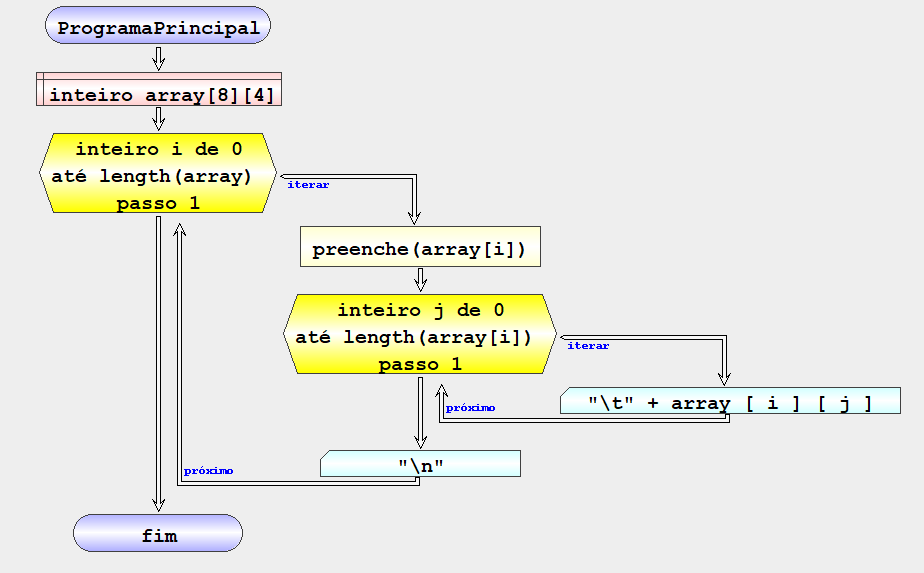 ProgramaPrincipal
inteiro array[8][4]
inteiro i de 0
até length(array)
passo 1
iterar
preenche(array[i])
inteiro j de 0
até length(array[i])
passo 1
iterar
"\t" + array [ i ] [ j ]
próximo
"\n"
próximo
fim